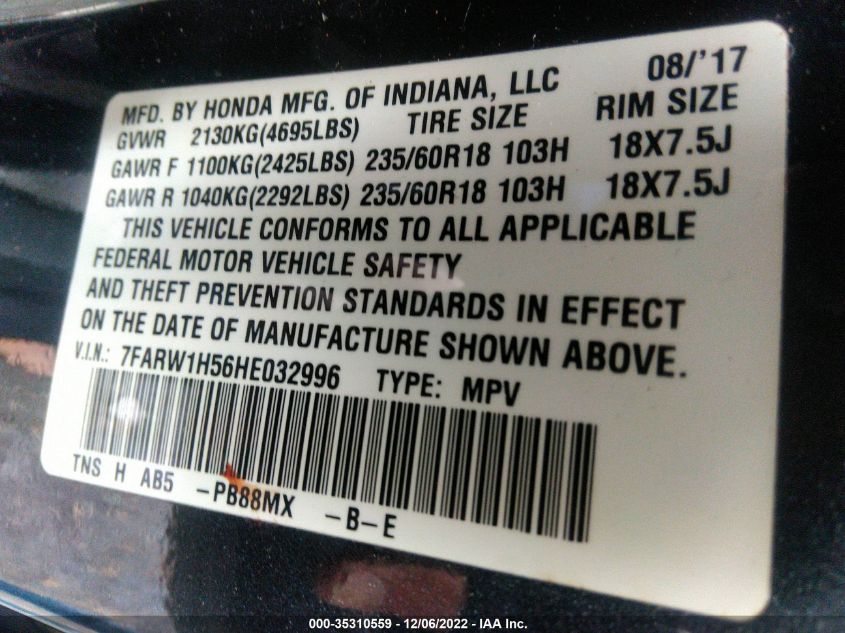 08/'17
MFD. BY HONDA MFG. OF INDIANA, LLC
GVWR 2130KG(4695LBS) TIRE SIZE RIM SIZE
GAWR F 1100KG(2425LBS) 235/60R18 103H 18X7.5J
GAWR R 1040KG(2292LBS) 235/60R18 103H 18X7.5J
THIS VEHICLE CONFORMS TO ALL APPLICABLE
FEDERAL MOTOR VEHICLE SAFETY
AND THEFT PREVENTION STANDARDS IN EFFECT
ON THE DATE OF MANUFACTURE SHOWN ABOVE.
V.I.N.: 7FARW1H56HE032996 TYPE: MPV
TNS H AB5 -PB88MX -B-E
000-35310559 - 12/06/2022 - IAA Inc.